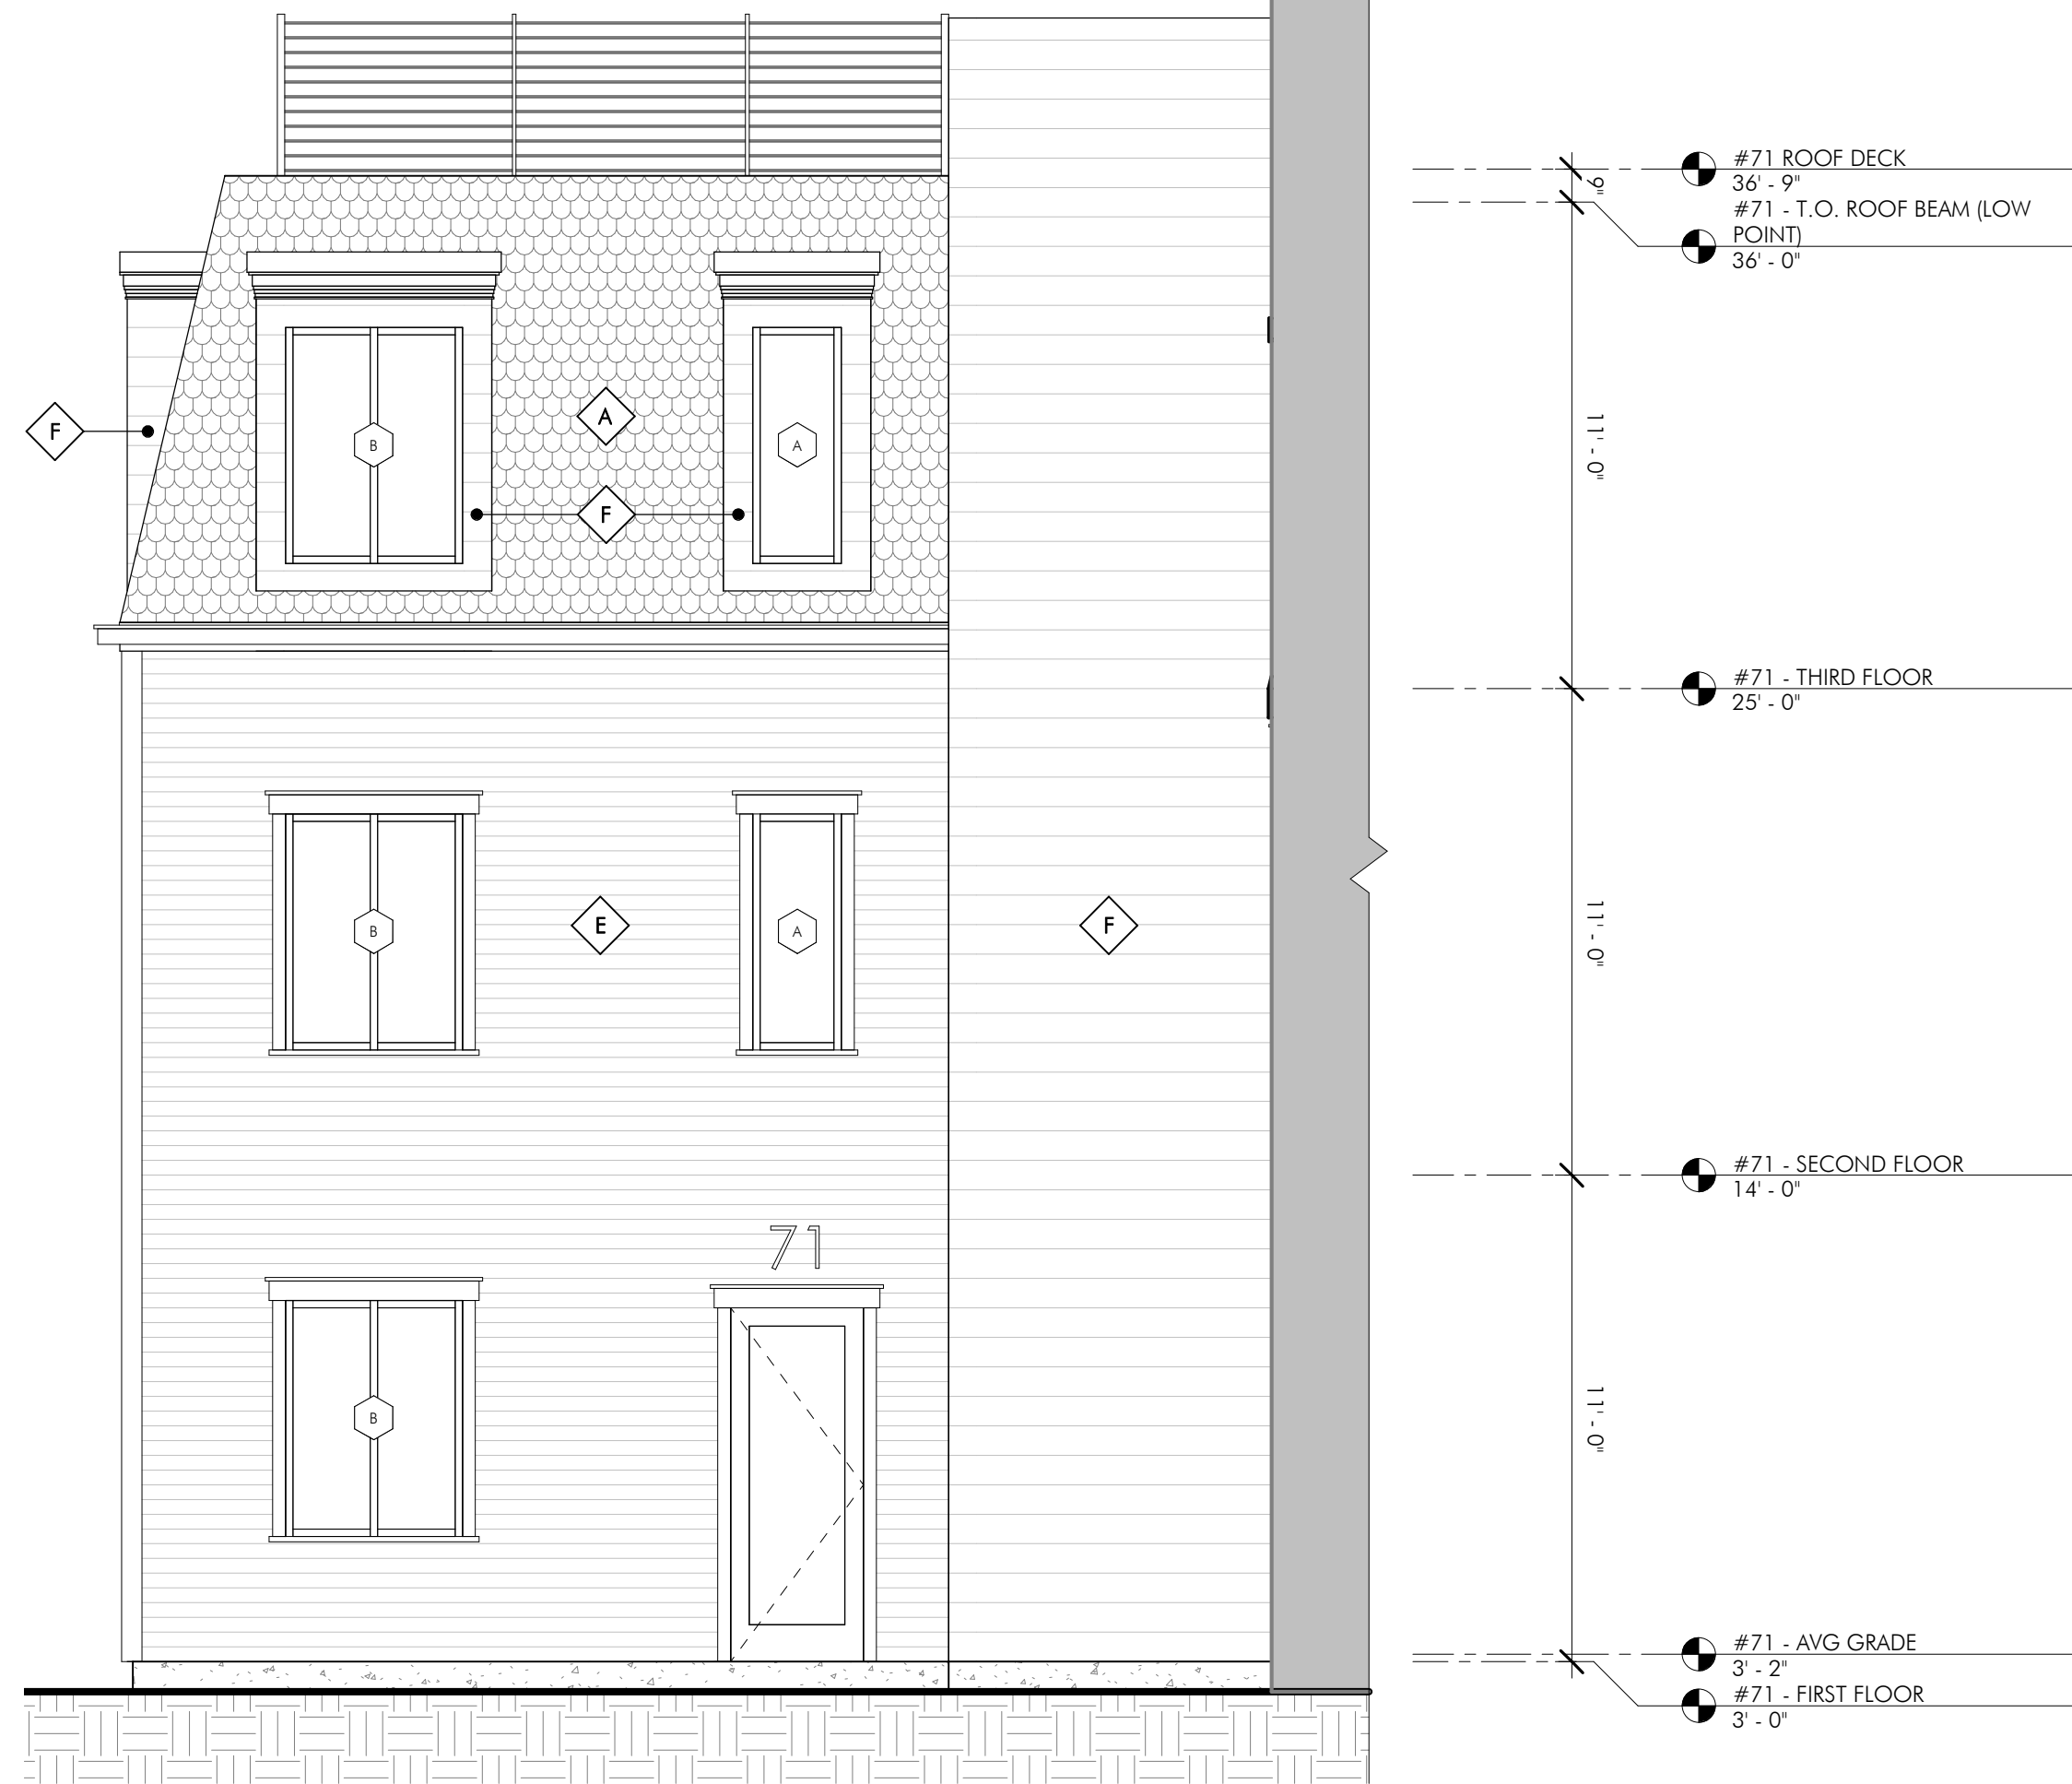 #71 ROOF DECK
36' - 9"
9"
#71 - T.O. ROOF BEAM (LOW
POINT)
36' - 0"
F
A
B
A
F
11' - 0"
#71 - THIRD FLOOR
25' - 0"
B
E
A
F
11' - 0"
#71 - SECOND FLOOR
14' - 0"
71
B
11' - 0"
#71 - AVG GRADE
3' - 2"
#71 - FIRST FLOOR
3' - 0"